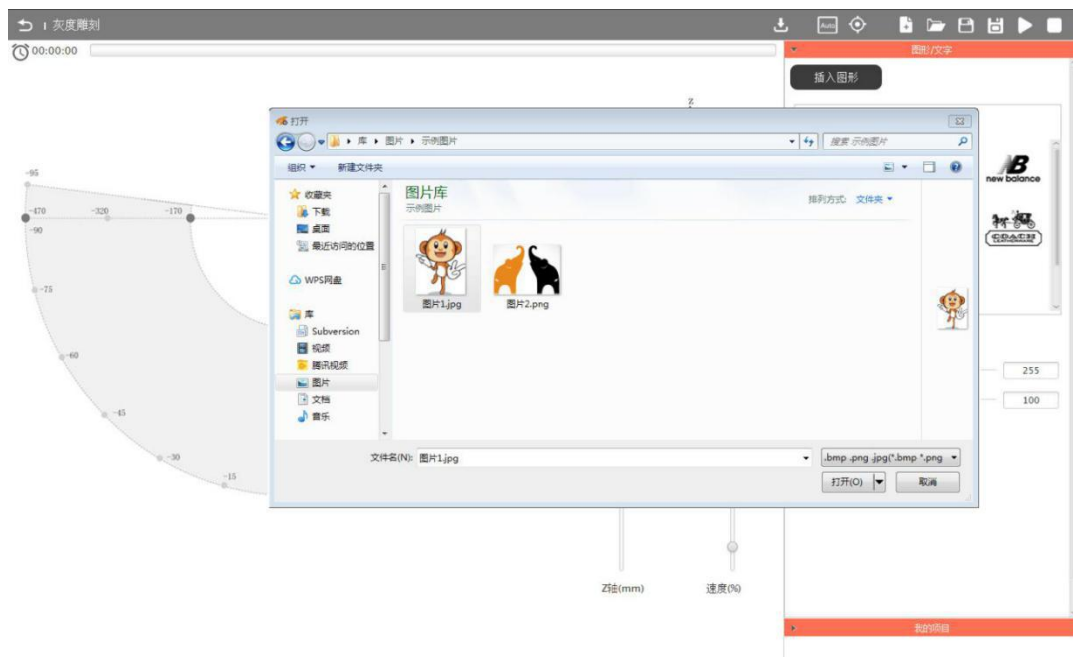 灰度雕刻
Auto
00:00:00
图形/文字
插入图形
Z
打开
库 图片 示例图片
搜索 示例图片
组织 新建文件夹
收藏夹
下载
桌面
最近访问的位置
WPS网盘
库
Subversion
视频
腾讯视频
图片
文档
音乐
图片库
示例图片
排列方式: 文件夹
图片1.jpg
图片2.png
文件名(N): 图片1.jpg
.bmp .png .jpg(*.bmp *.png
打开(O) 取消
new balance
COACH
LEATHERWARE
255
100
-95
-470 -320 -170
-90
-75
-60
-45
-30
-15
Z轴(mm)
速度(%)
我的项目